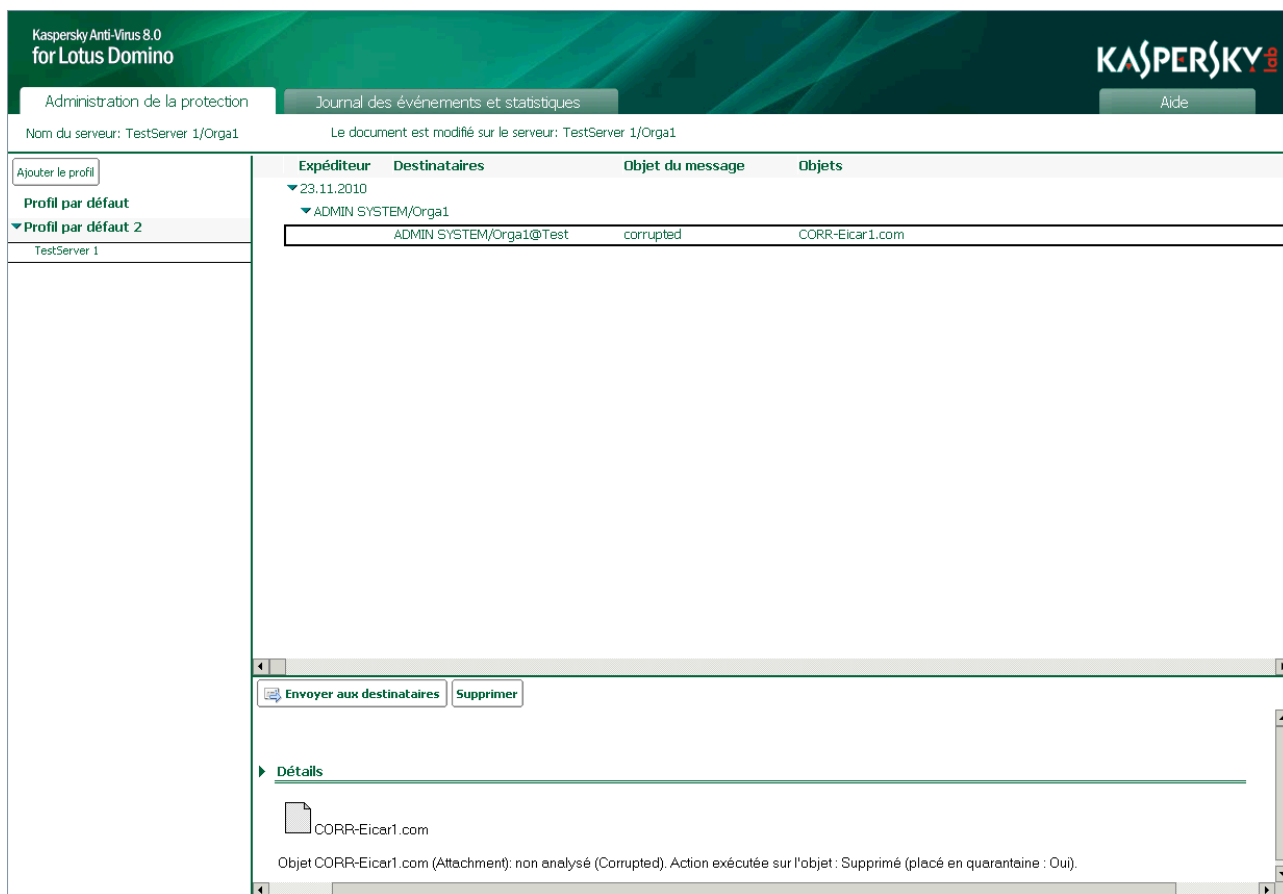 Kaspersky Anti-Virus 8.0
for Lotus Domino
KASPERSKY lab
Administration de la protection
Journal des événements et statistiques
Aide
Nom du serveur: TestServer 1/Orga1
Le document est modifié sur le serveur: TestServer 1/Orga1
Ajouter le profil
Profil par défaut
Profil par défaut 2
TestServer 1
Expéditeur Destinataires Objet du message Objets
23.11.2010
ADMIN SYSTEM/Orga1
ADMIN SYSTEM/Orga1@Test corrupted CORR-Eicar1.com
Envoyer aux destinataires Supprimer
Détails
CORR-Eicar1.com
Objet CORR-Eicar1.com (Attachment): non analysé (Corrupted). Action exécutée sur l'objet : Supprimé (placé en quarantaine : Oui).